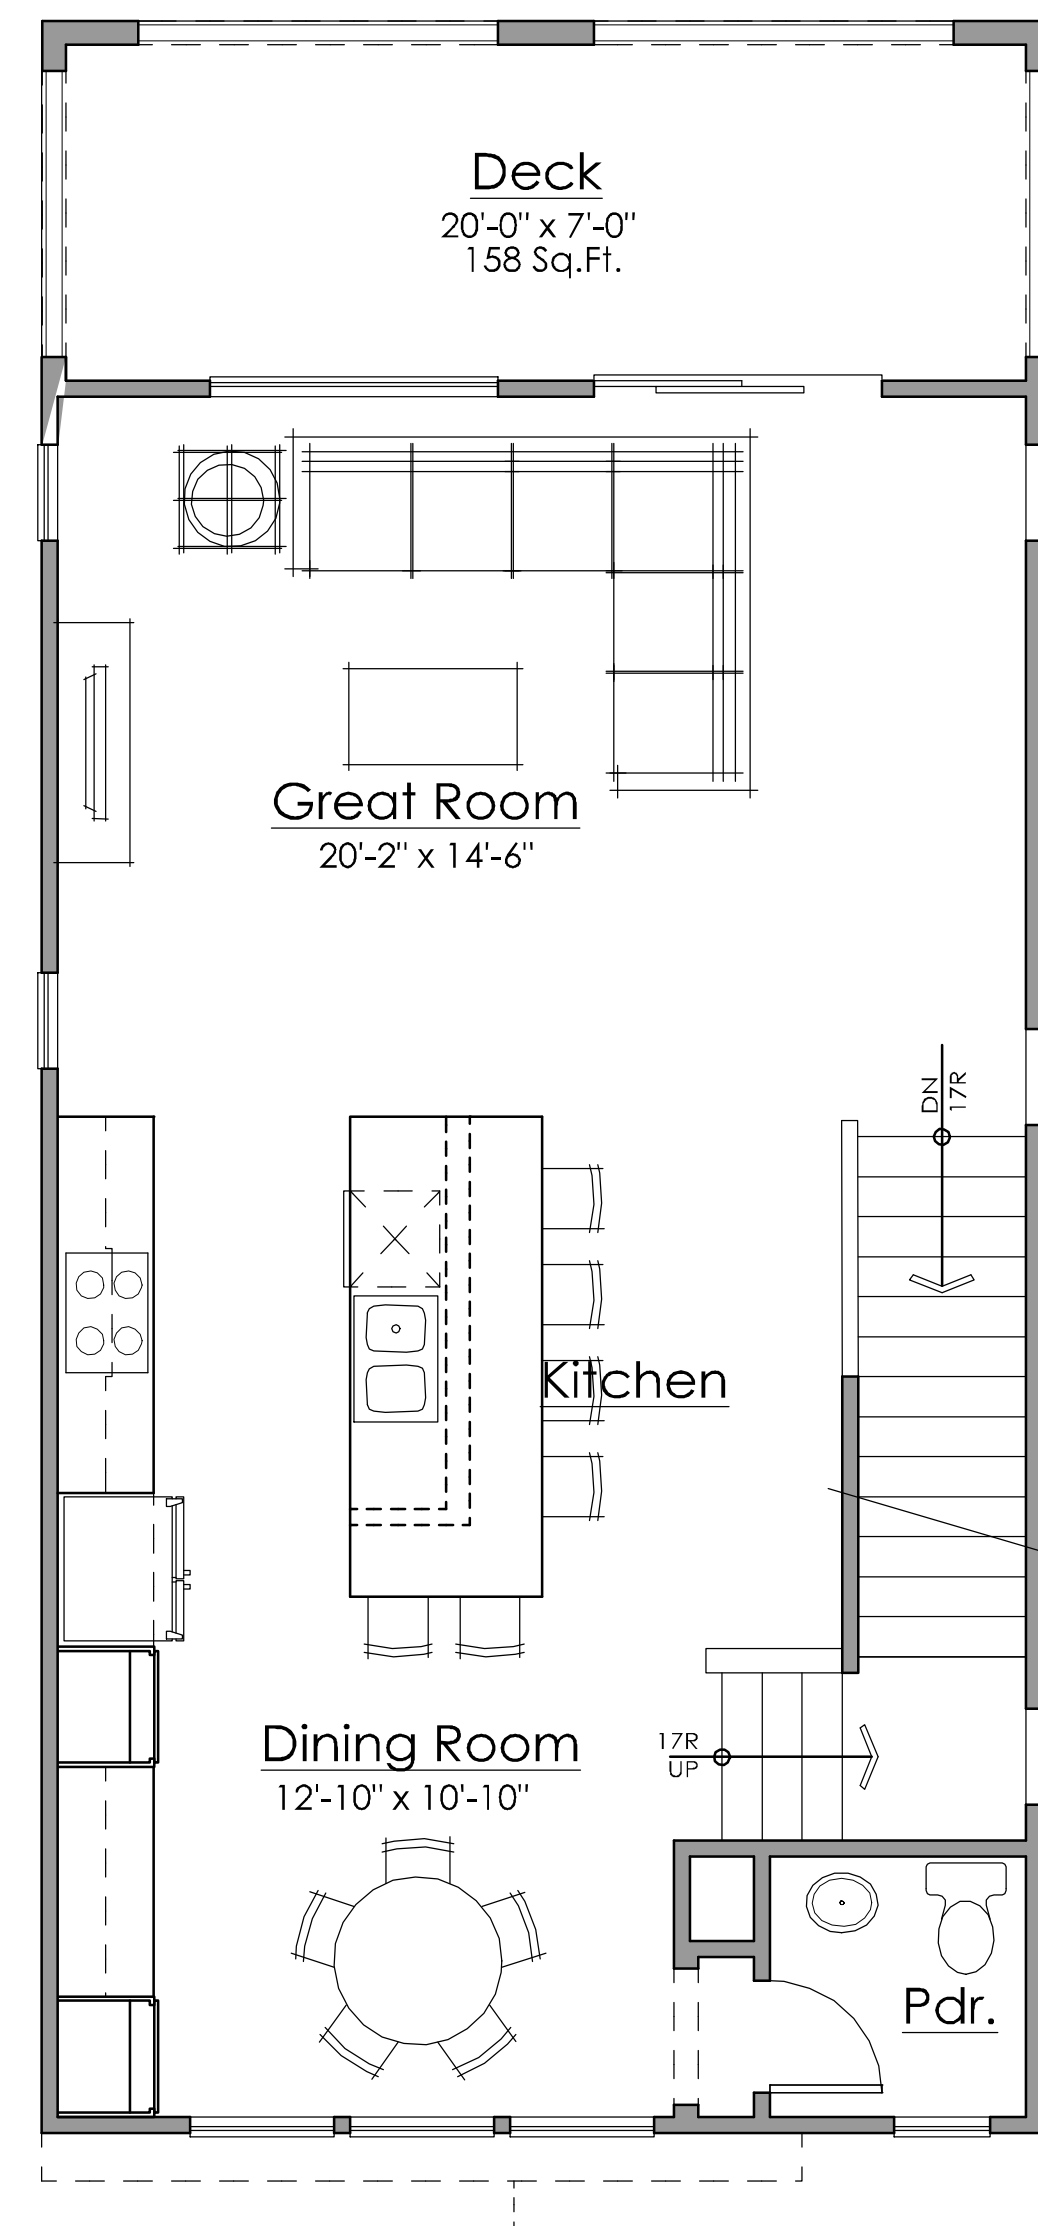 Deck
20'-0" x 7'-0"
158 Sq.Ft.
Great Room
20'-2" x 14'-6"
DN
17R
Kitchen
Dining Room
12'-10" x 10'-10"
17R
UP
Pdr.